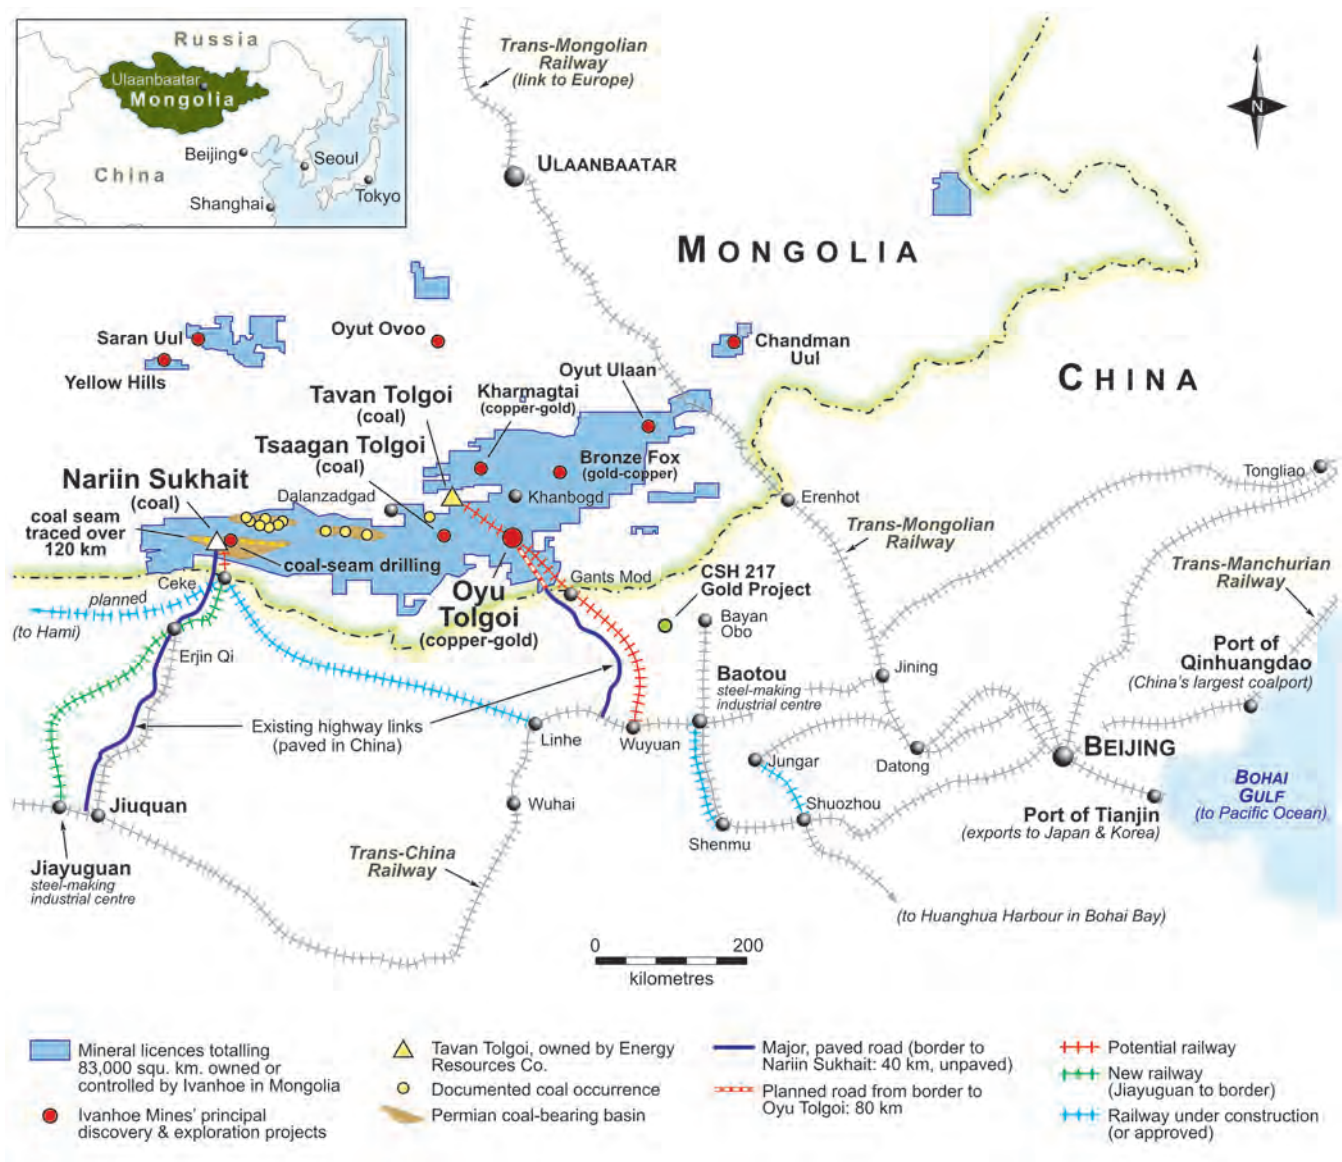 Russia
Ulaanbaatar
Mongolia
Beijing
Seoul
China
Tokyo
Shanghai
Trans-Mongolian
Railway
(link to Europe)
N
ULAANBAATAR
MONGOLIA
CHINA
Saran Uul
Yellow Hills
Oyut Ovoo
Chandman
Uul
Oyut Ulaan
Tavan Tolgoi
(coal)
Kharmagtai
(copper-gold)
Tsaagan Tolgoi
(coal)
Bronze Fox
(gold-copper)
Nariin Sukhait
(coal)
Dalanzadgad
Khanbogd
coal seam
traced over
120 km
coal-seam drilling
Tongliao
Erenhot
Trans-Mongolian
Railway
Trans-Manchurian
Railway
Ceke
planned
(to Hami)
Oyu
Tolgoi
(copper-gold)
Gants Mod
CSH 217
Gold Project
Bayan
Obo
Erjin Qi
Baotou
steel-making
industrial centre
Jining
Port of
Qinhuangdao
(China's largest coalport)
Existing highway links
(paved in China)
Linhe
Wuyuan
Jungar
Datong
BEIJING
BOHAI
GULF
(to Pacific Ocean)
Jiuquan
Wuhai
Shuozhou
Shenmu
Port of Tianjin
(exports to Japan & Korea)
Jiayuguan
steel-making
industrial centre
Trans-China
Railway
(to Huanghua Harbour in Bohai Bay)
0 200
kilometres
Mineral licences totalling
83,000 squ. km. owned or
controlled by Ivanhoe in Mongolia
Ivanhoe Mines' principal
discovery & exploration projects
Tavan Tolgoi, owned by Energy
Resources Co.
Documented coal occurrence
Permian coal-bearing basin
Major, paved road (border to
Nariin Sukhait: 40 km, unpaved)
Planned road from border to
Oyu Tolgoi: 80 km
Potential railway
New railway
(Jiayuguan to border)
Railway under construction
(or approved)